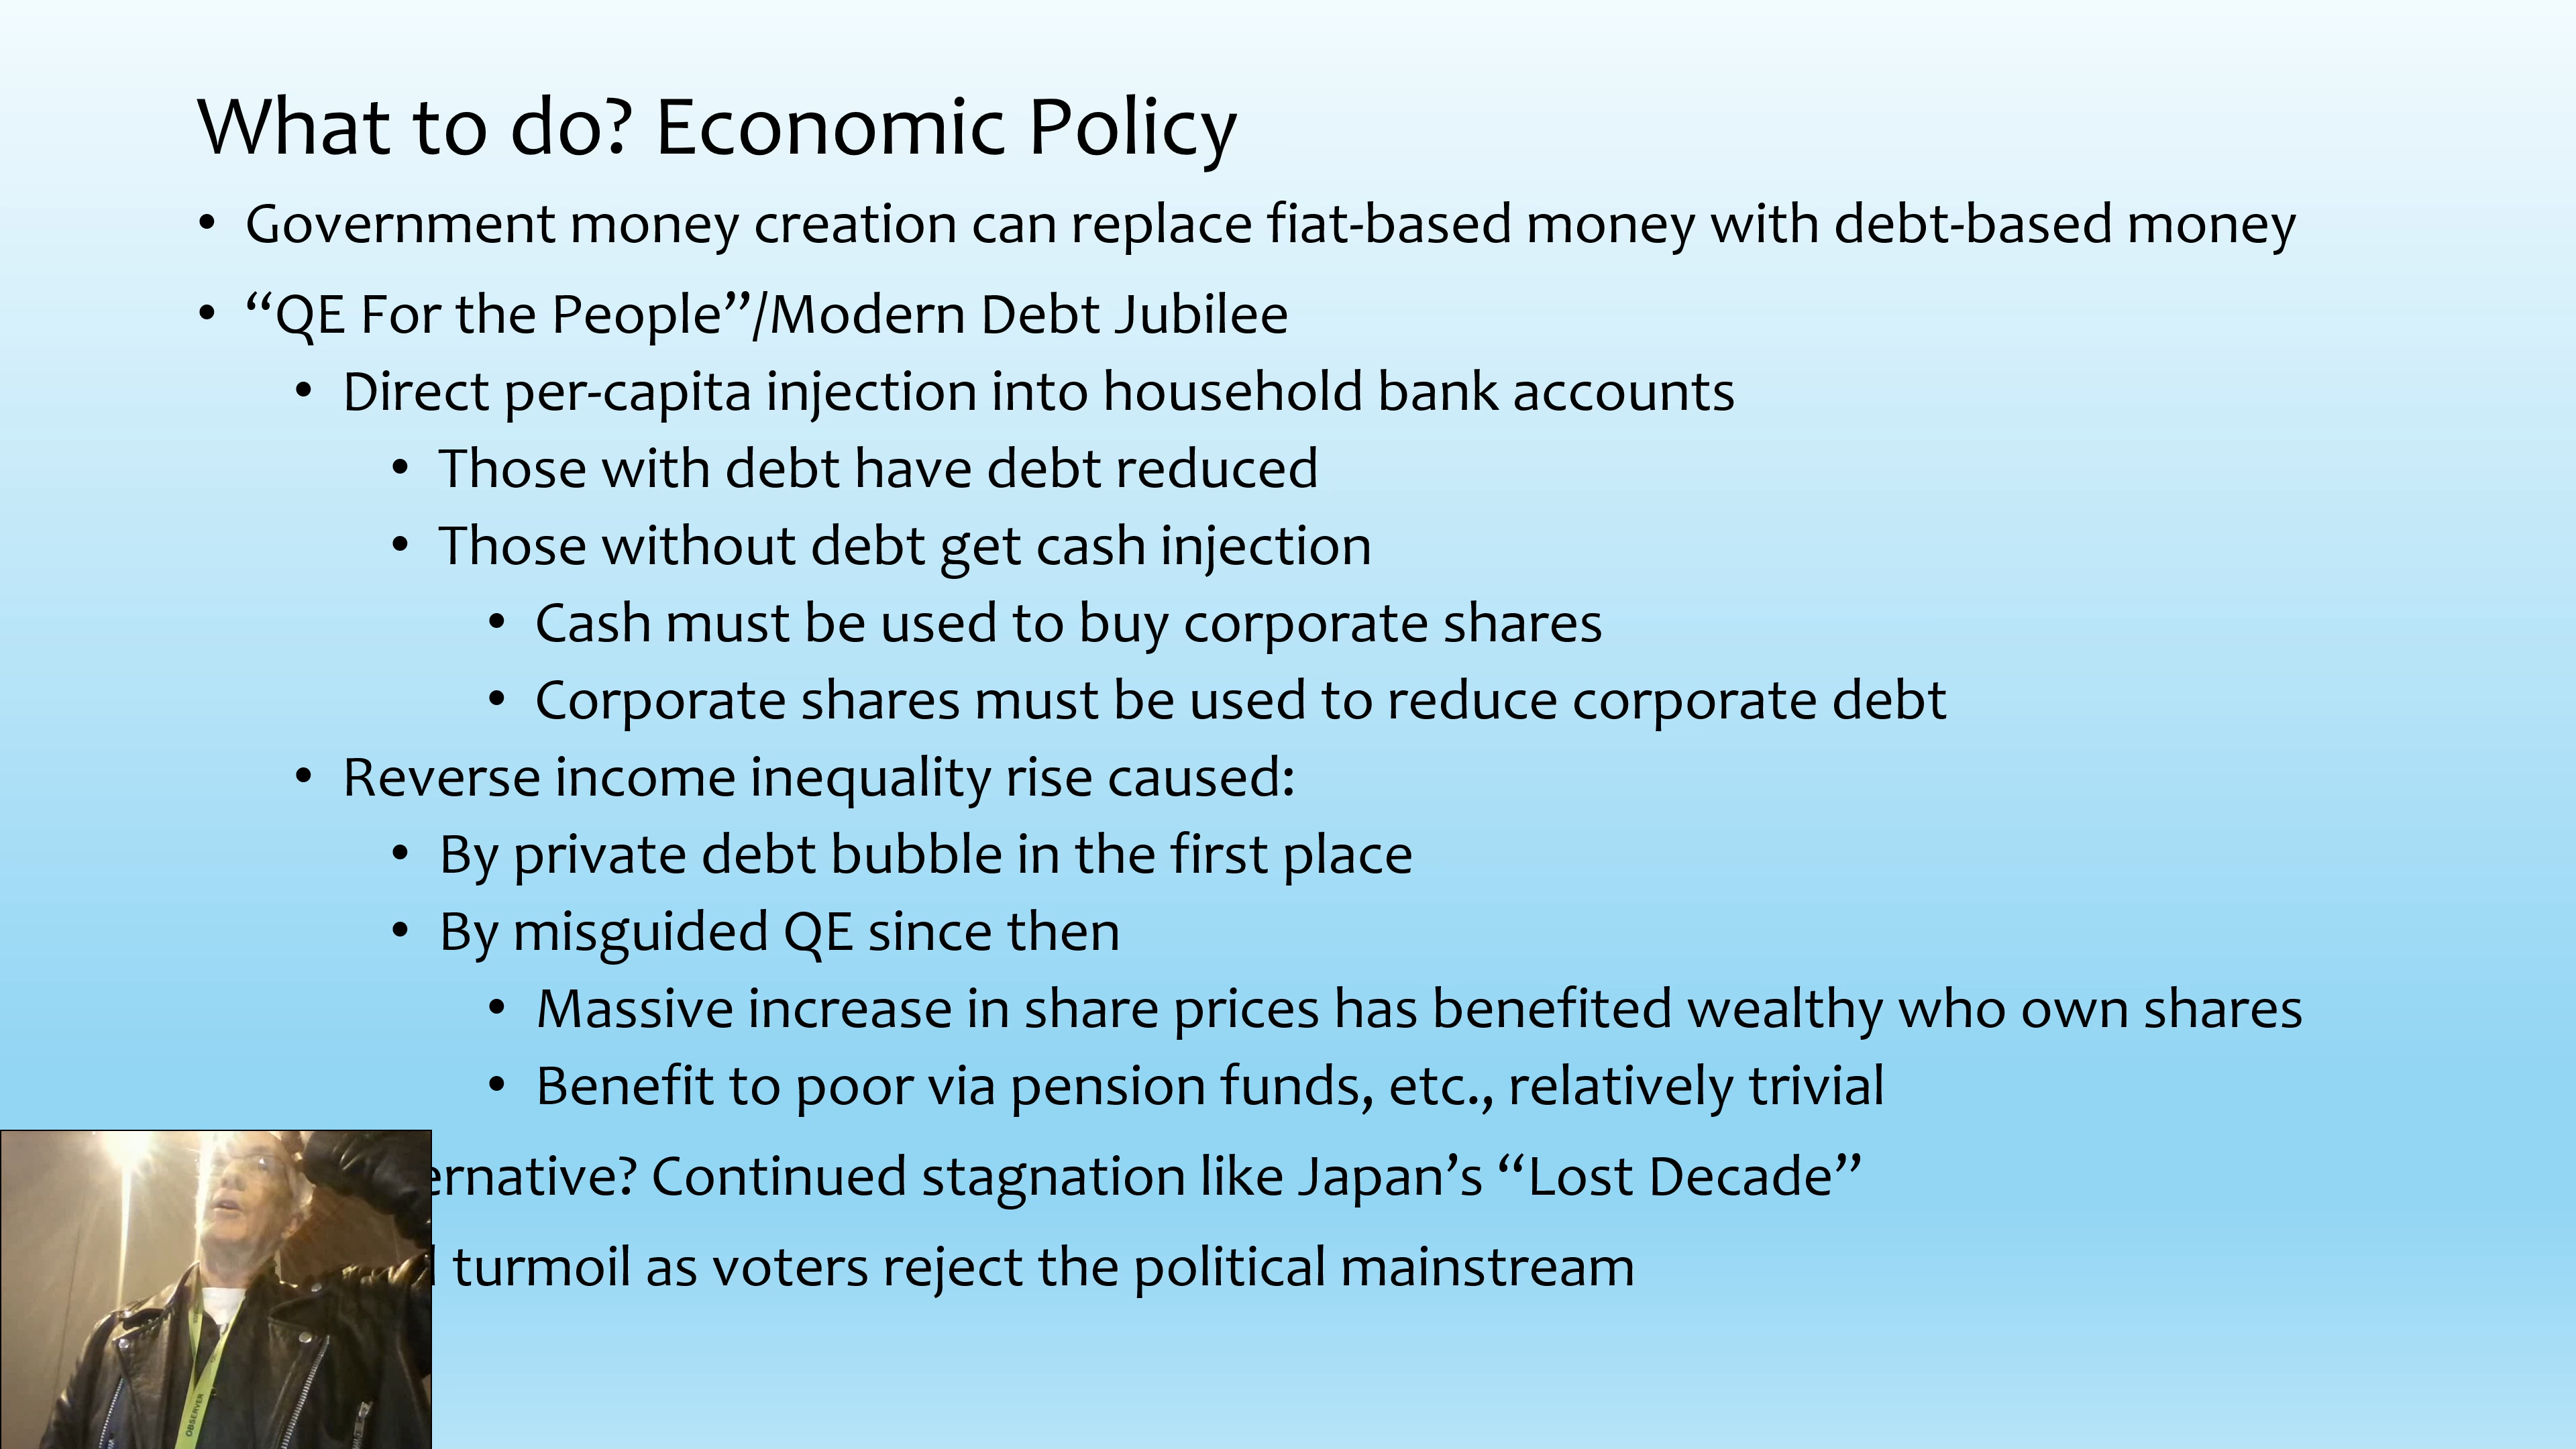 What to do? Economic Policy
• Government money creation can replace fiat-based money with debt-based money
• “QE For the People”/Modern Debt Jubilee
• Direct per-capita injection into household bank accounts
• Those with debt have debt reduced
• Those without debt get cash injection
• Cash must be used to buy corporate shares
• Corporate shares must be used to reduce corporate debt
• Reverse income inequality rise caused:
• By private debt bubble in the first place
• By misguided QE since then
• Massive increase in share prices has benefited wealthy who own shares
• Benefit to poor via pension funds, etc., relatively trivial
ernative? Continued stagnation like Japan’s “Lost Decade”
turmoil as voters reject the political mainstream
OBSERVER